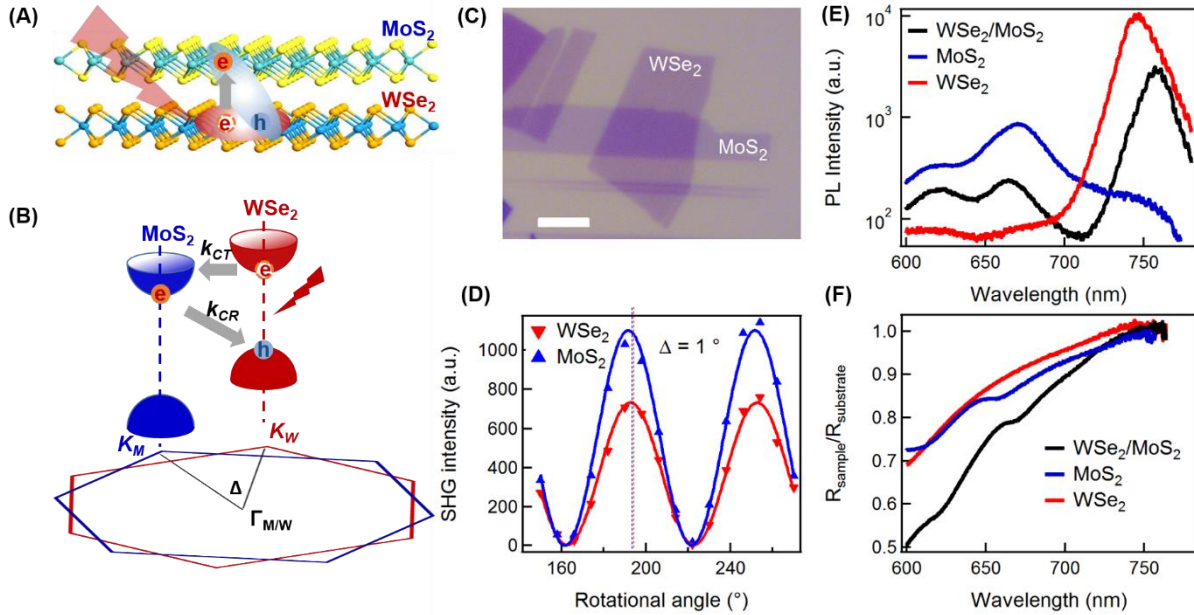 (A)
MoS2
e
WSe2
e
h
(B)
WSe2
MoS2
kCT
e
e
kCR
h
KM
KW
Δ
ΓM/W
(C)
WSe2
MoS2
(D)
WSe2
MoS2
Δ = 1 °
1000
800
600
400
200
0
SHG intensity (a.u.)
160
200
240
Rotational angle (°)
(E)
WSe2/MoS2
MoS2
WSe2
10^4
10^3
10^2
PL Intensity (a.u.)
600
650
700
750
Wavelength (nm)
(F)
1.0
0.9
0.8
0.7
0.6
0.5
Rsample/Rsubstrate
WSe2/MoS2
MoS2
WSe2
600
650
700
750
Wavelength (nm)